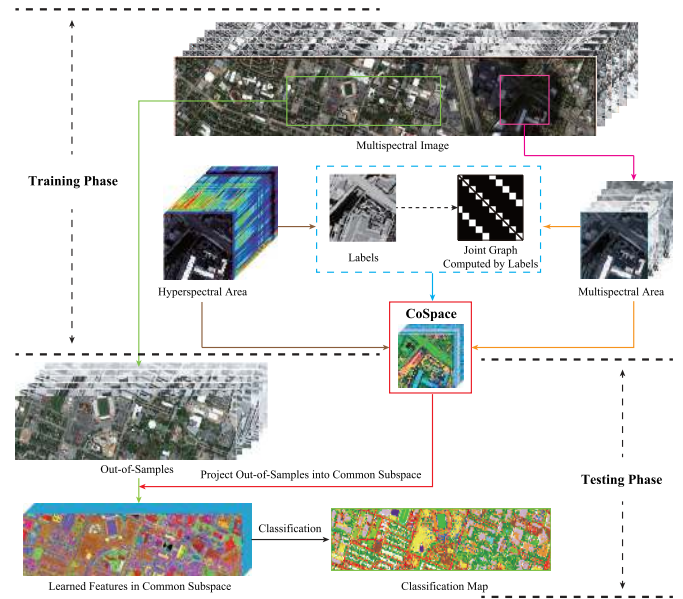 Multispectral Image
Training Phase
Labels
Joint Graph
Computed by Labels
Hyperspectral Area
Multispectral Area
CoSpace
Out-of-Samples
Project Out-of-Samples into Common Subspace
Testing Phase
Classification
Learned Features in Common Subspace
Classification Map